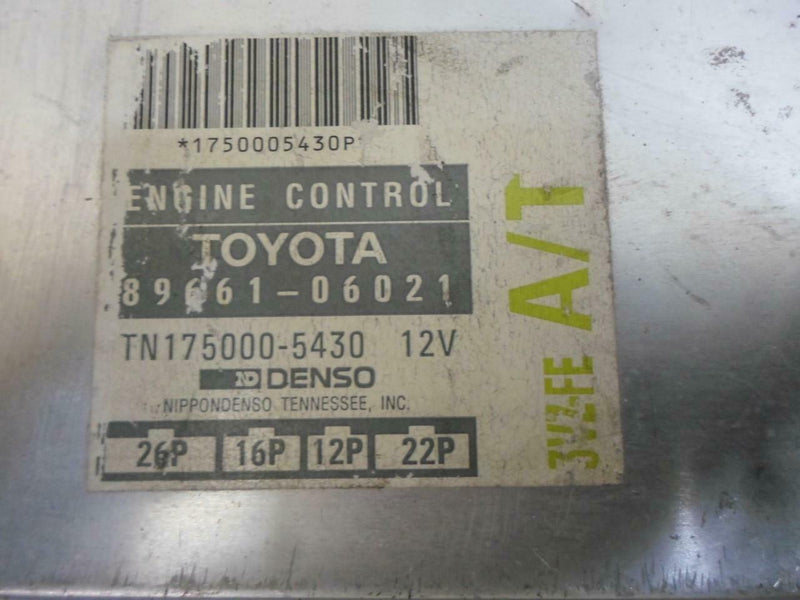 *1750005430P
ENGINE CONTROL
TOYOTA
89661-06021
TN175000-5430 12V
ND DENSO
NIPPONDENSO TENNESSEE, INC.
26P 16P 12P 22P
A/T
3VZ-FE